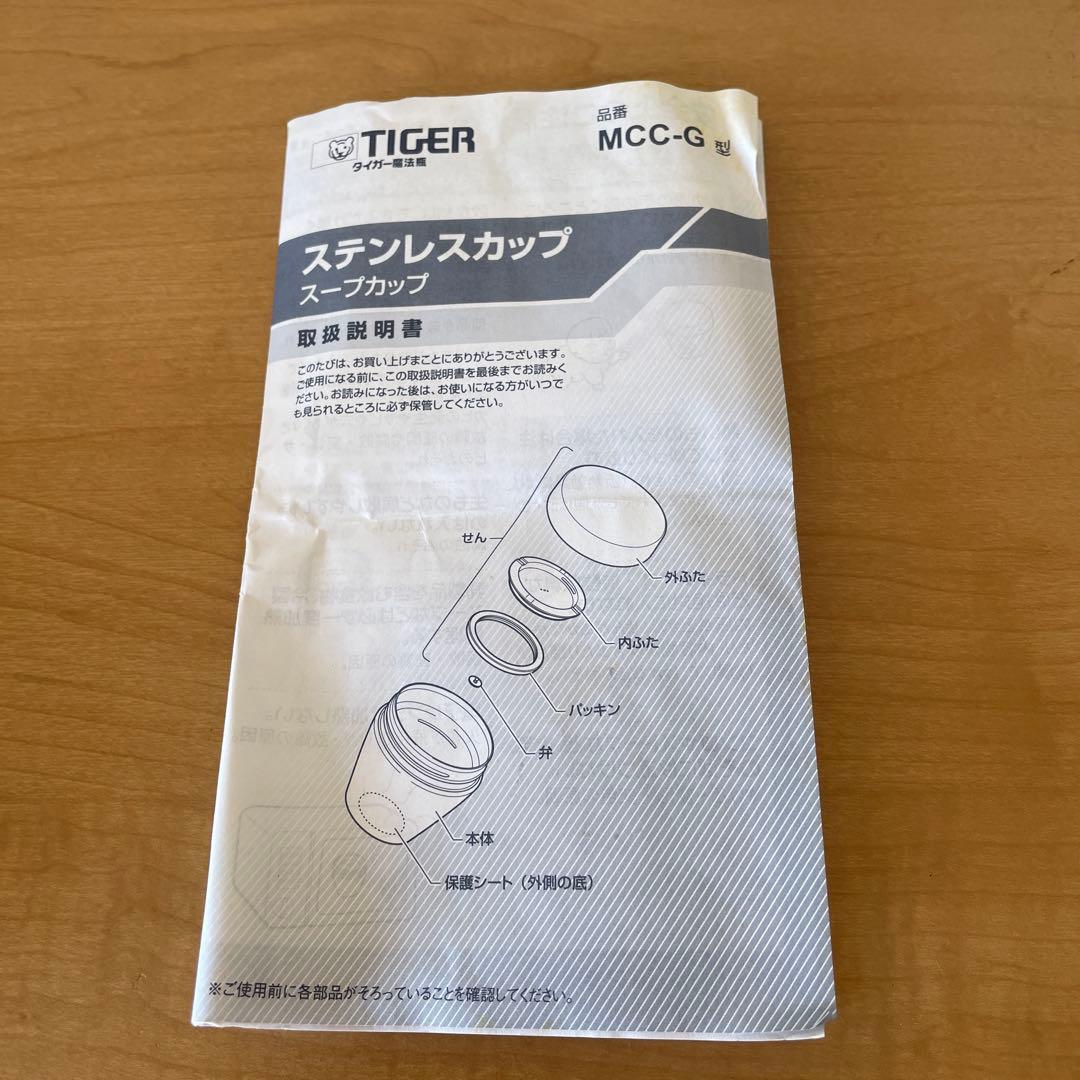 TIGER
タイガー魔法瓶
品番
MCC-G 型
ステンレスカップ
スープカップ
取扱説明書
このたびは、お買い上げまことにありがとうございます。
ご使用になる前に、この取扱説明書を最後までお読みく
ださい。お読みになった後は、お使いになる方がいつで
も見られるところに必ず保管してください。
せん
外ふた
内ふた
パッキン
弁
本体
保護シート（外側の底）
※ご使用前に各部品がそろっていることを確認してください。